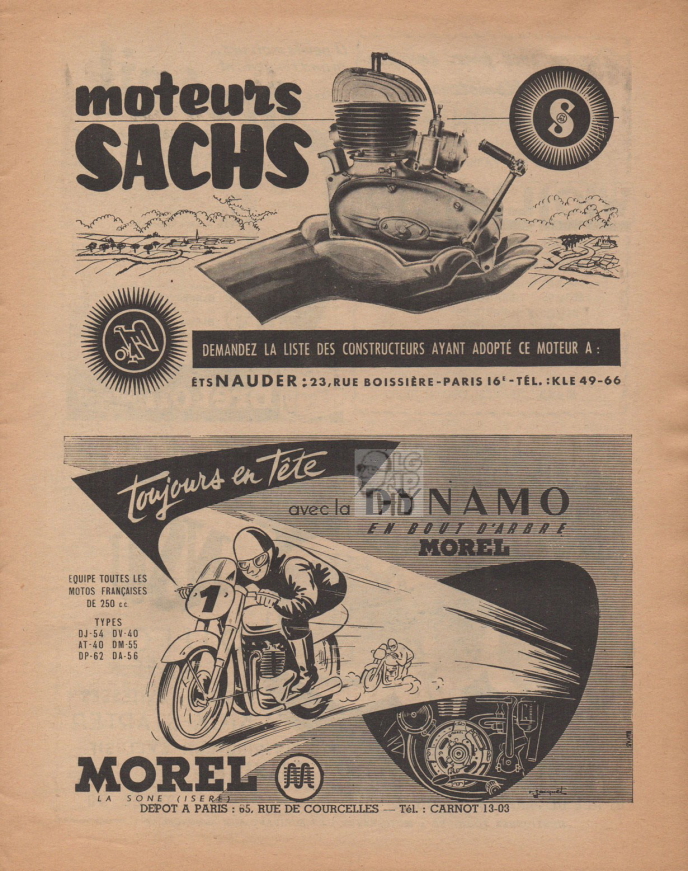 moteurs
SACHS
S
DEMANDEZ LA LISTE DES CONSTRUCTEURS AYANT ADOPTÉ CE MOTEUR A :
ÉTS NAUDER : 23, RUE BOISSIÈRE - PARIS 16E - TÉL. : KLE 49-66
Toujours en Tête
avec la DYNAMO
EN BOUT D'ARBRE
MOREL
EQUIPE TOUTES LES
MOTOS FRANÇAISES
DE 250 c.c.
TYPES
DJ-54 DV-40
AT-40 DM-55
DP-62 DA-56
1
MOREL
M
LA SONE (ISERE)
DEPOT A PARIS : 65, RUE DE COURCELLES — Tél. : CARNOT 13-03